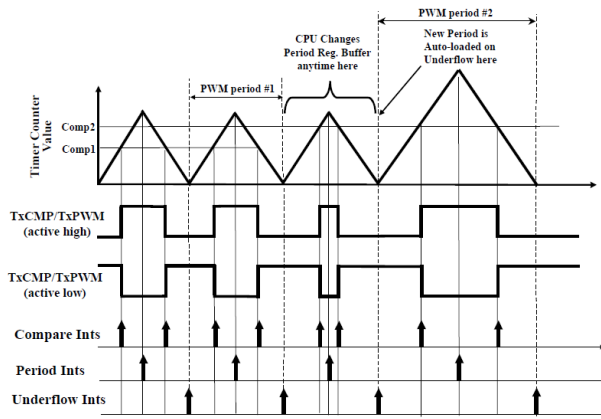 PWM period #2
CPU Changes
Period Reg. Buffer
anytime here
New Period is
Auto-loaded on
Underflow here
PWM period #1
Timer Counter
Value
Comp2
Comp1
TxCMP/TxPWM
(active high)
TxCMP/TxPWM
(active low)
Compare Ints
Period Ints
Underflow Ints